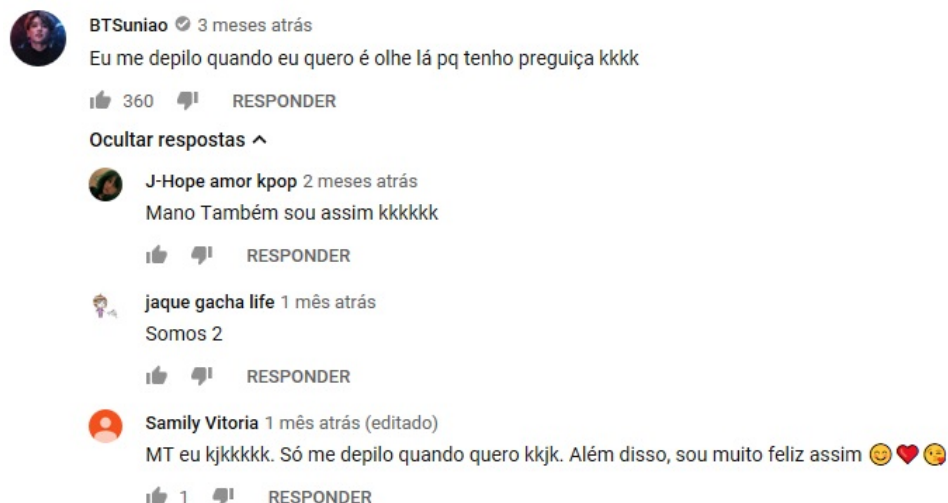 BTSuniao 3 meses atrás
Eu me depilo quando eu quero é olhe lá pq tenho preguiça kkkk
360 RESPONDER
Ocultar respostas
J-Hope amor kpop 2 meses atrás
Mano Também sou assim kkkkkk
RESPONDER
jaque gacha life 1 mês atrás
Somos 2
RESPONDER
Samily Vitoria 1 mês atrás (editado)
MT eu kjkkkkk. Só me depilo quando quero kkjk. Além disso, sou muito feliz assim 😊❤️😘
1 RESPONDER